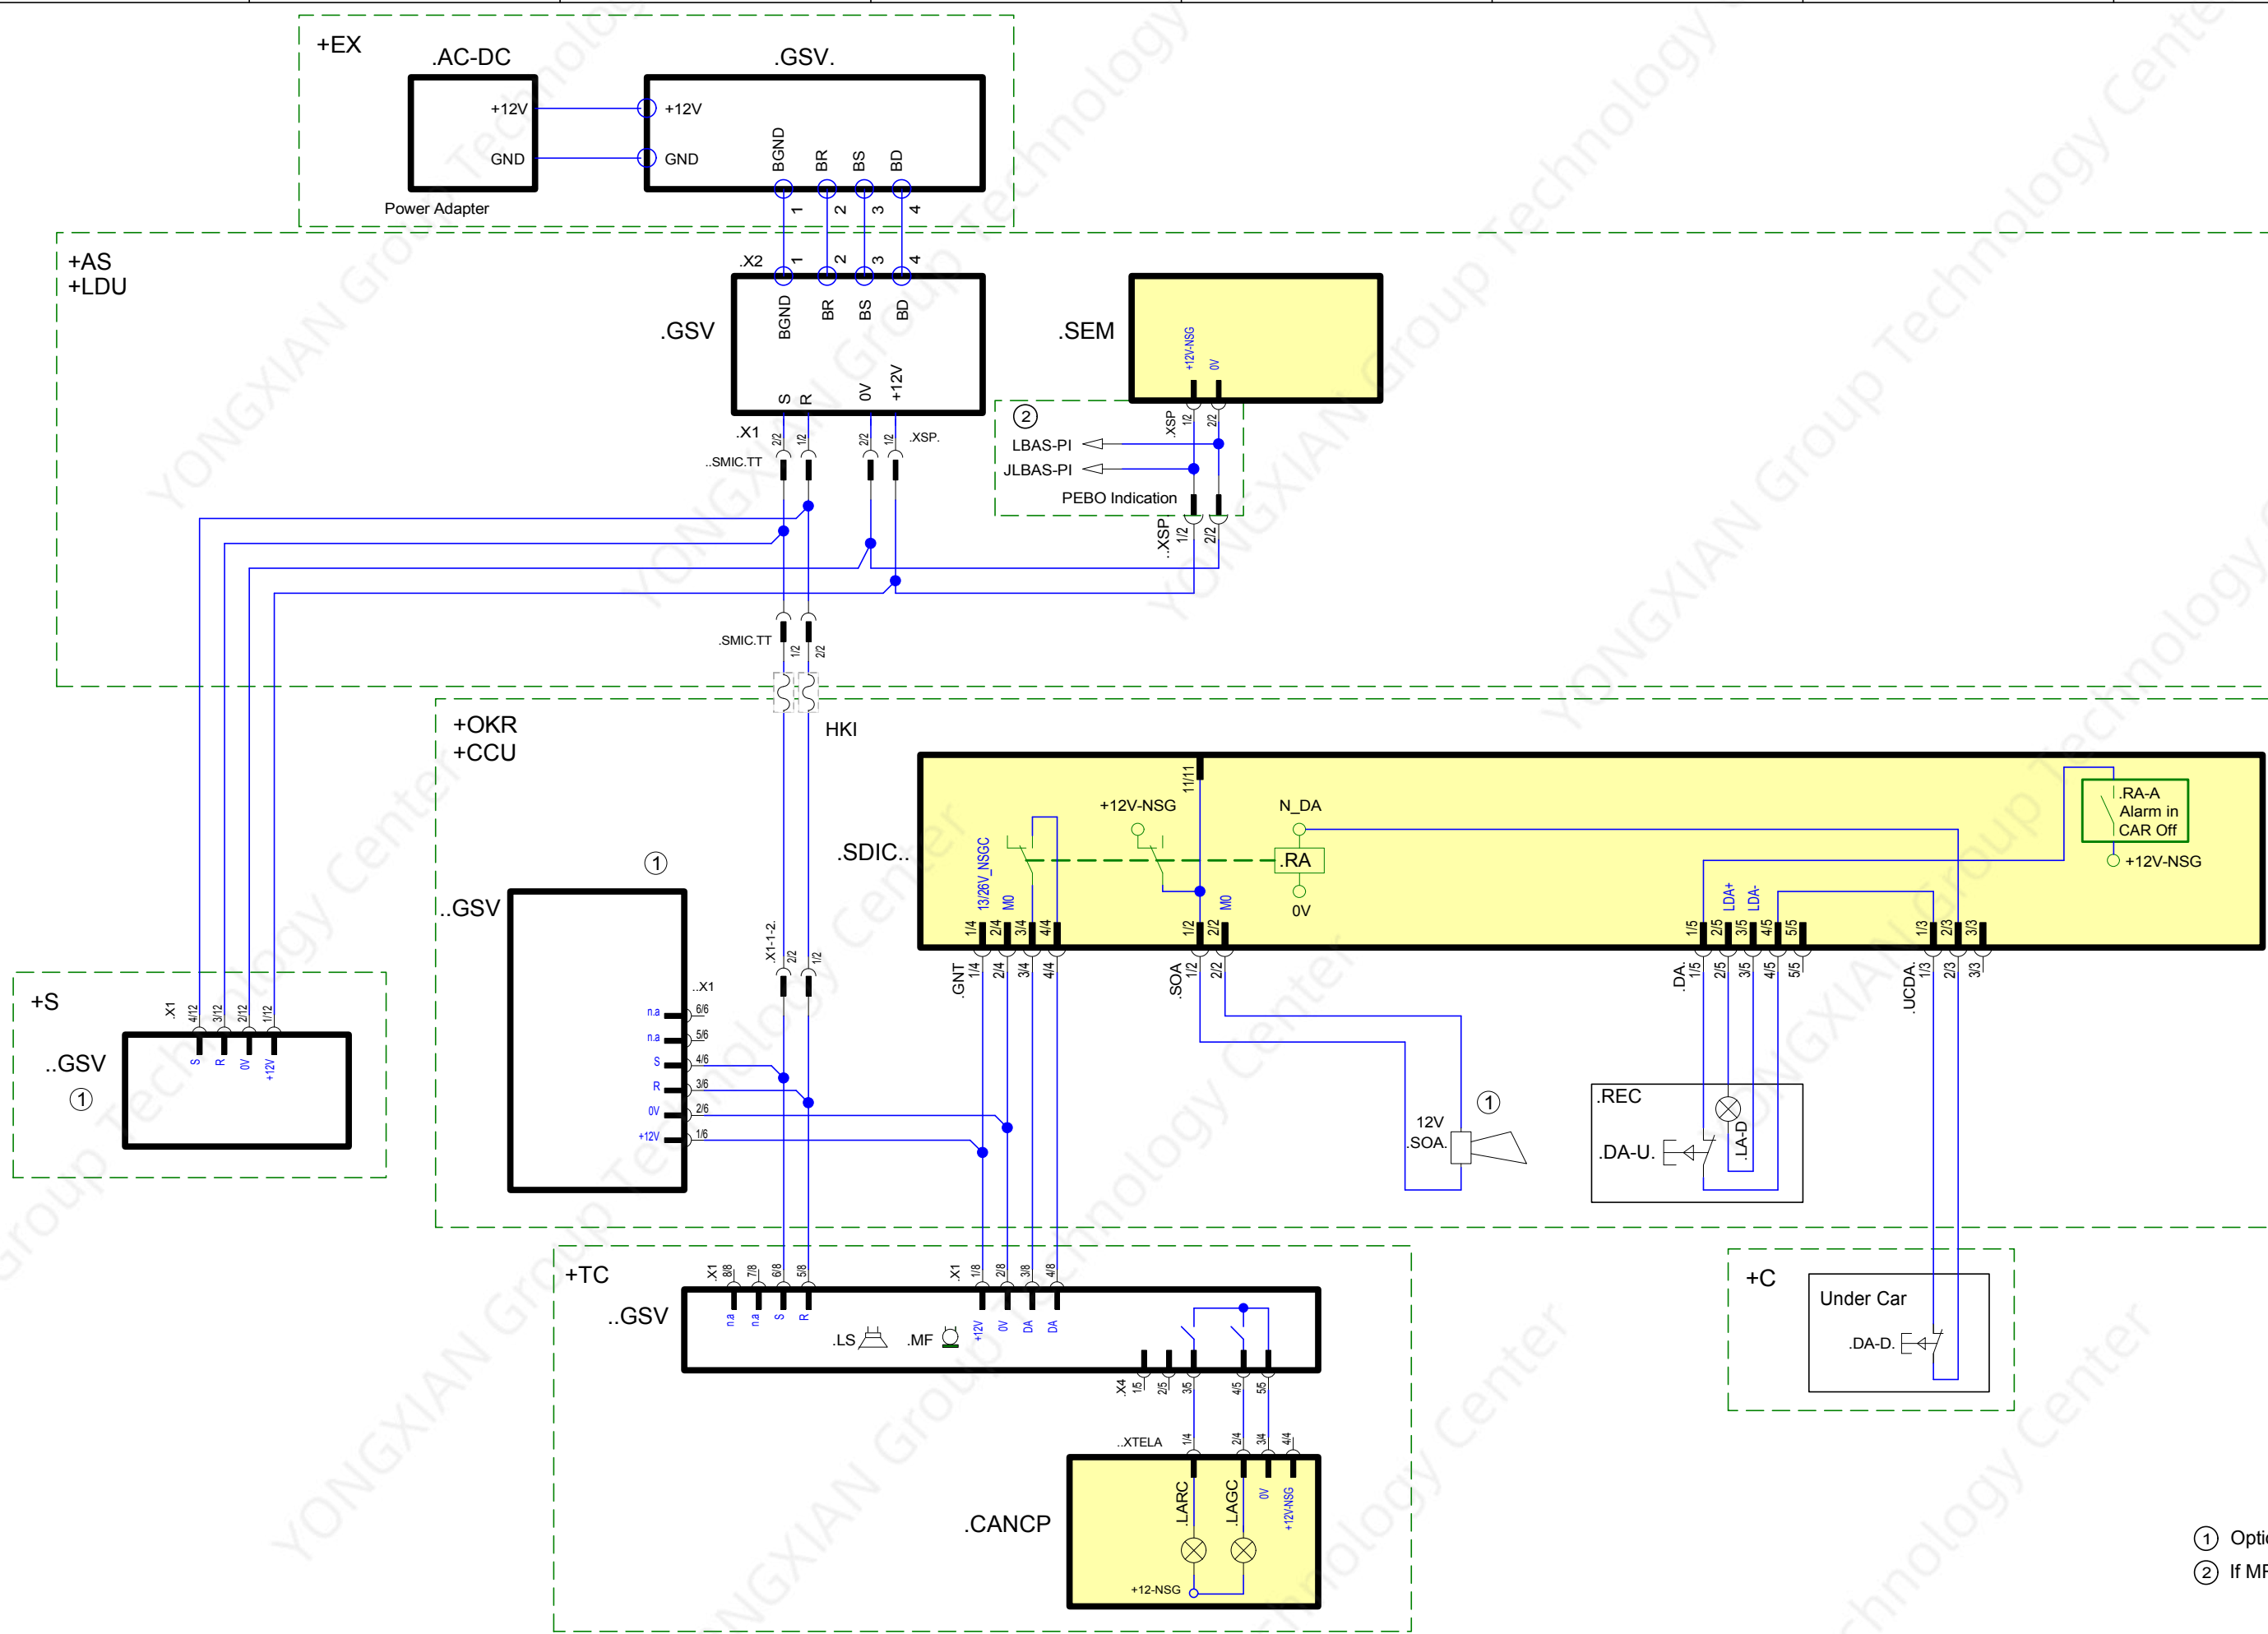 +EX
.AC-DC
.GSV.
+12V
+12V
GND
GND
BGND
BR
BS
BD
Power Adapter
1
2
3
4
+AS
+LDU
.X2
1
2
3
4
BGND
BR
BS
BD
.GSV
S
R
0V
+12V
.SEM
+12V-NSG
0V
.X1
2/2
1/2
2/2
1/2
.XSP.
..SMIC.TT
2
.XSP
1/2
2/2
LBAS-PI
JLBAS-PI
PEBO Indication
..XSP.
1/2
2/2
.SMIC.TT
1/2
2/2
HKI
+OKR
+CCU
.SDIC..
11/11
+12V-NSG
N_DA
.RA
0V
13/26V_NSGC
M0
1/4
2/4
3/4
4/4
1/2
2/2
M0
.RA-A
Alarm in
CAR Off
+12V-NSG
LDA+
LDA-
1/5
2/5
3/5
4/5
5/5
1/3
2/3
3/3
.GNT
1/4
2/4
3/4
4/4
.SOA
1/2
2/2
.DA.
1/5
2/5
3/5
4/5
5/5
.UCDA.
1/3
2/3
3/3
1
..GSV
.X1-1-2.
2/2
1/2
..X1
n.a
6/6
n.a
5/6
S
4/6
R
3/6
0V
2/6
+12V
1/6
+S
.X1
4/12
3/12
2/12
1/12
..GSV
1
S
R
0V
+12V
1
12V
.SOA.
.REC
.DA-U.
.LA-D
+TC
.X1
8/8
7/8
6/8
5/8
.X1
1/8
2/8
3/8
4/8
..GSV
n.a
n.a
S
R
.LS
.MF
+12V
0V
DA
DA
.X4
1/5
2/5
3/5
4/5
5/5
..XTELA
1/4
2/4
3/4
4/4
.CANCP
.LARC
.LAGC
0V
+12V-NSG
+12-NSG
+C
Under Car
.DA-D.
1 Opti
2 If
YONGXIAN Group Technology Center